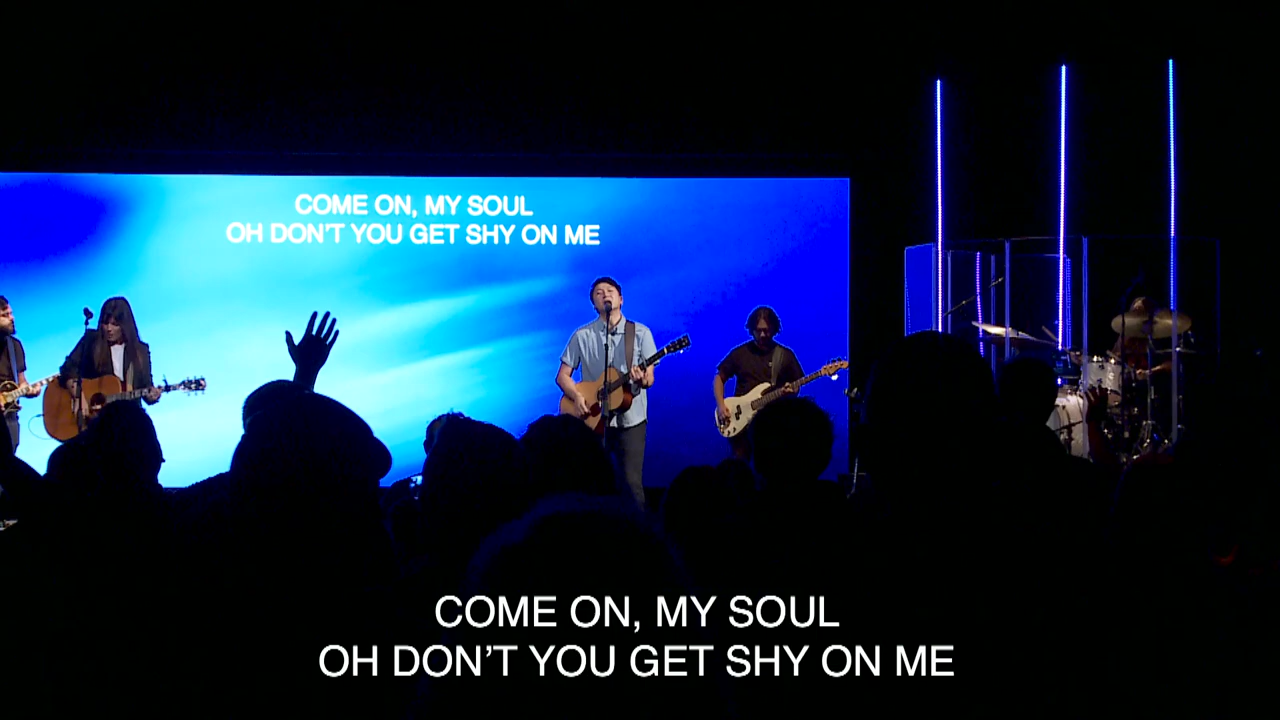 COME ON, MY SOUL
OH DON'T YOU GET SHY ON ME
COME ON, MY SOUL
OH DON’T YOU GET SHY ON ME